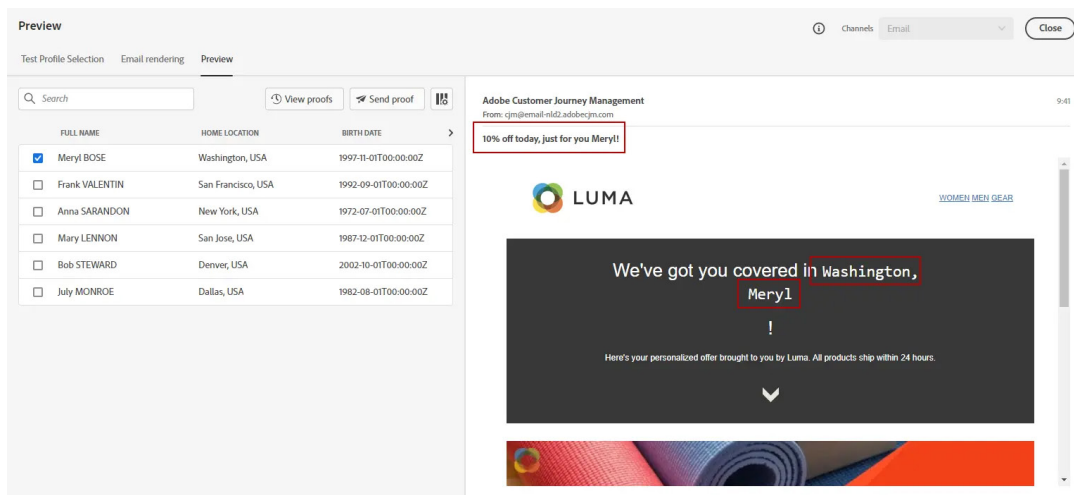 Preview
Channels Email Close
Test Profile Selection Email rendering Preview
Search View proofs Send proof
FULL NAME HOME LOCATION BIRTH DATE
Meryl BOSE Washington, USA 1997-11-01T00:00:00Z
Frank VALENTIN San Francisco, USA 1992-09-01T00:00:00Z
Anna SARANDON New York, USA 1972-07-01T00:00:00Z
Mary LENNON San Jose, USA 1987-12-01T00:00:00Z
Bob STEWARD Denver, USA 2002-10-01T00:00:00Z
July MONROE Dallas, USA 1982-08-01T00:00:00Z
Adobe Customer Journey Management 9:41
From: cjm@email-nld2.adobecjm.com
10% off today, just for you Meryl!
LUMA WOMEN MEN GEAR
We've got you covered in Washington,
Meryl
!
Here's your personalized offer brought to you by Luma. All products ship within 24 hours.